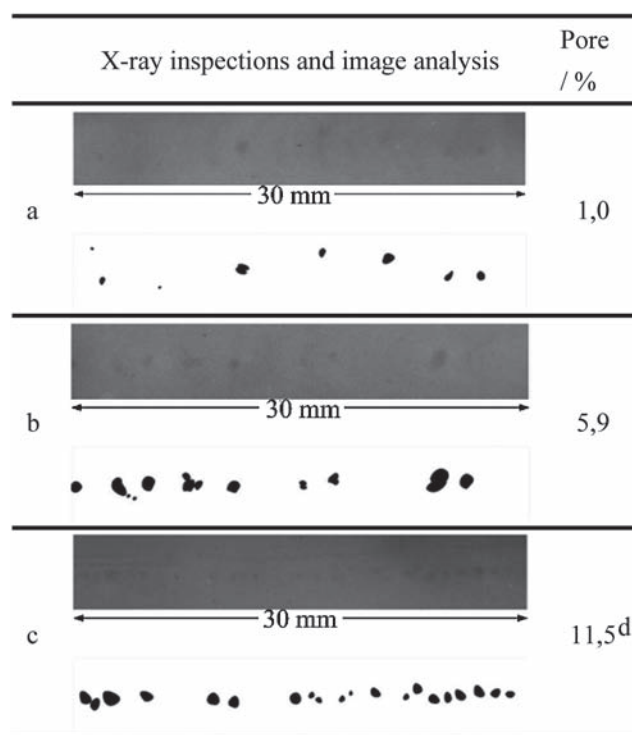 X-ray inspections and image analysis
Pore
/ %
a
30 mm
1,0
b
30 mm
5,9
c
30 mm
11,5d